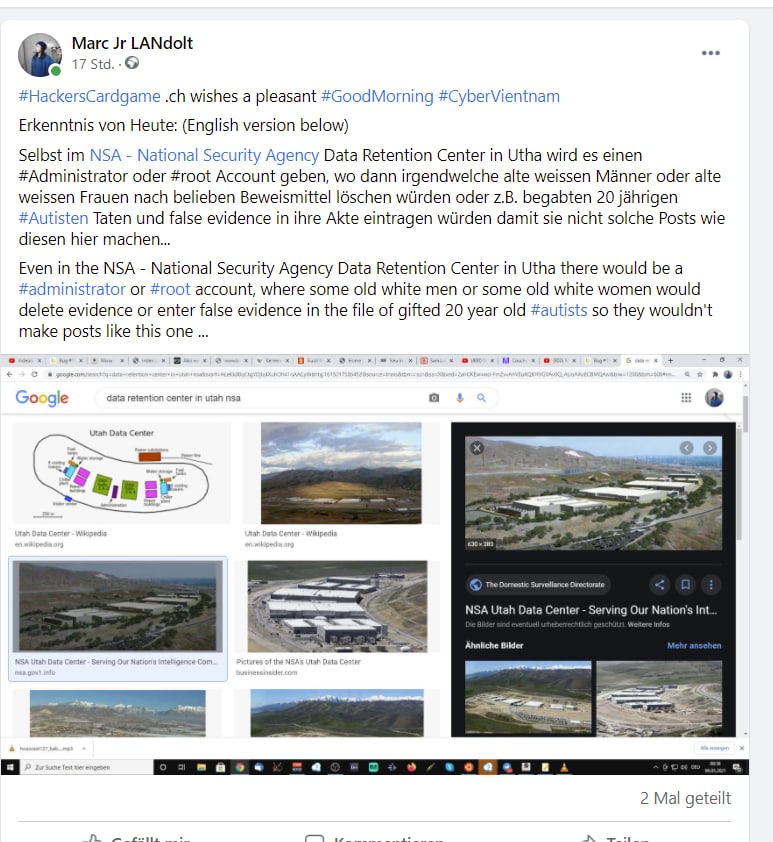 Marc Jr LANdolt
17 Std. ·
#HackersCardgame .ch wishes a pleasant #GoodMorning #CyberVientnam
Erkenntnis von Heute: (English version below)
Selbst im NSA - National Security Agency Data Retention Center in Utha wird es einen
#Administrator oder #root Account geben, wo dann irgendwelche alte weissen Männer oder alte
weissen Frauen nach belieben Beweismittel löschen würden oder z.B. begabten 20 jährigen
#Autisten Taten und false evidence in ihre Akte eintragen würden damit sie nicht solche Posts wie
diesen hier machen...
Even in the NSA - National Security Agency Data Retention Center in Utha there would be a
#administrator or #root account, where some old white men or some old white women would
delete evidence or enter false evidence in the file of gifted 20 year old #autists so they wouldn't
make posts like this one ...
Google
data retention center in utah nsa
Utah Data Center
Utah Data Center - Wikipedia
en.wikipedia.org
Utah Data Center - Wikipedia
en.wikipedia.org
NSA Utah Data Center - Serving Our Nation's Intelligence Com...
nsa.gov1.info
Pictures of the NSA's Utah Data Center
businessinsider.com
630 × 380
The Domestic Surveillance Directorate
NSA Utah Data Center - Serving Our Nation's Int...
Die Bilder sind eventuell urheberrechtlich geschützt. Weitere Infos
Ähnliche Bilder
Mehr ansehen
Alle anzeigen
Zur Suche Text hier eingeben
2 Mal geteilt
Gefällt mir
Kommentieren
Teilen